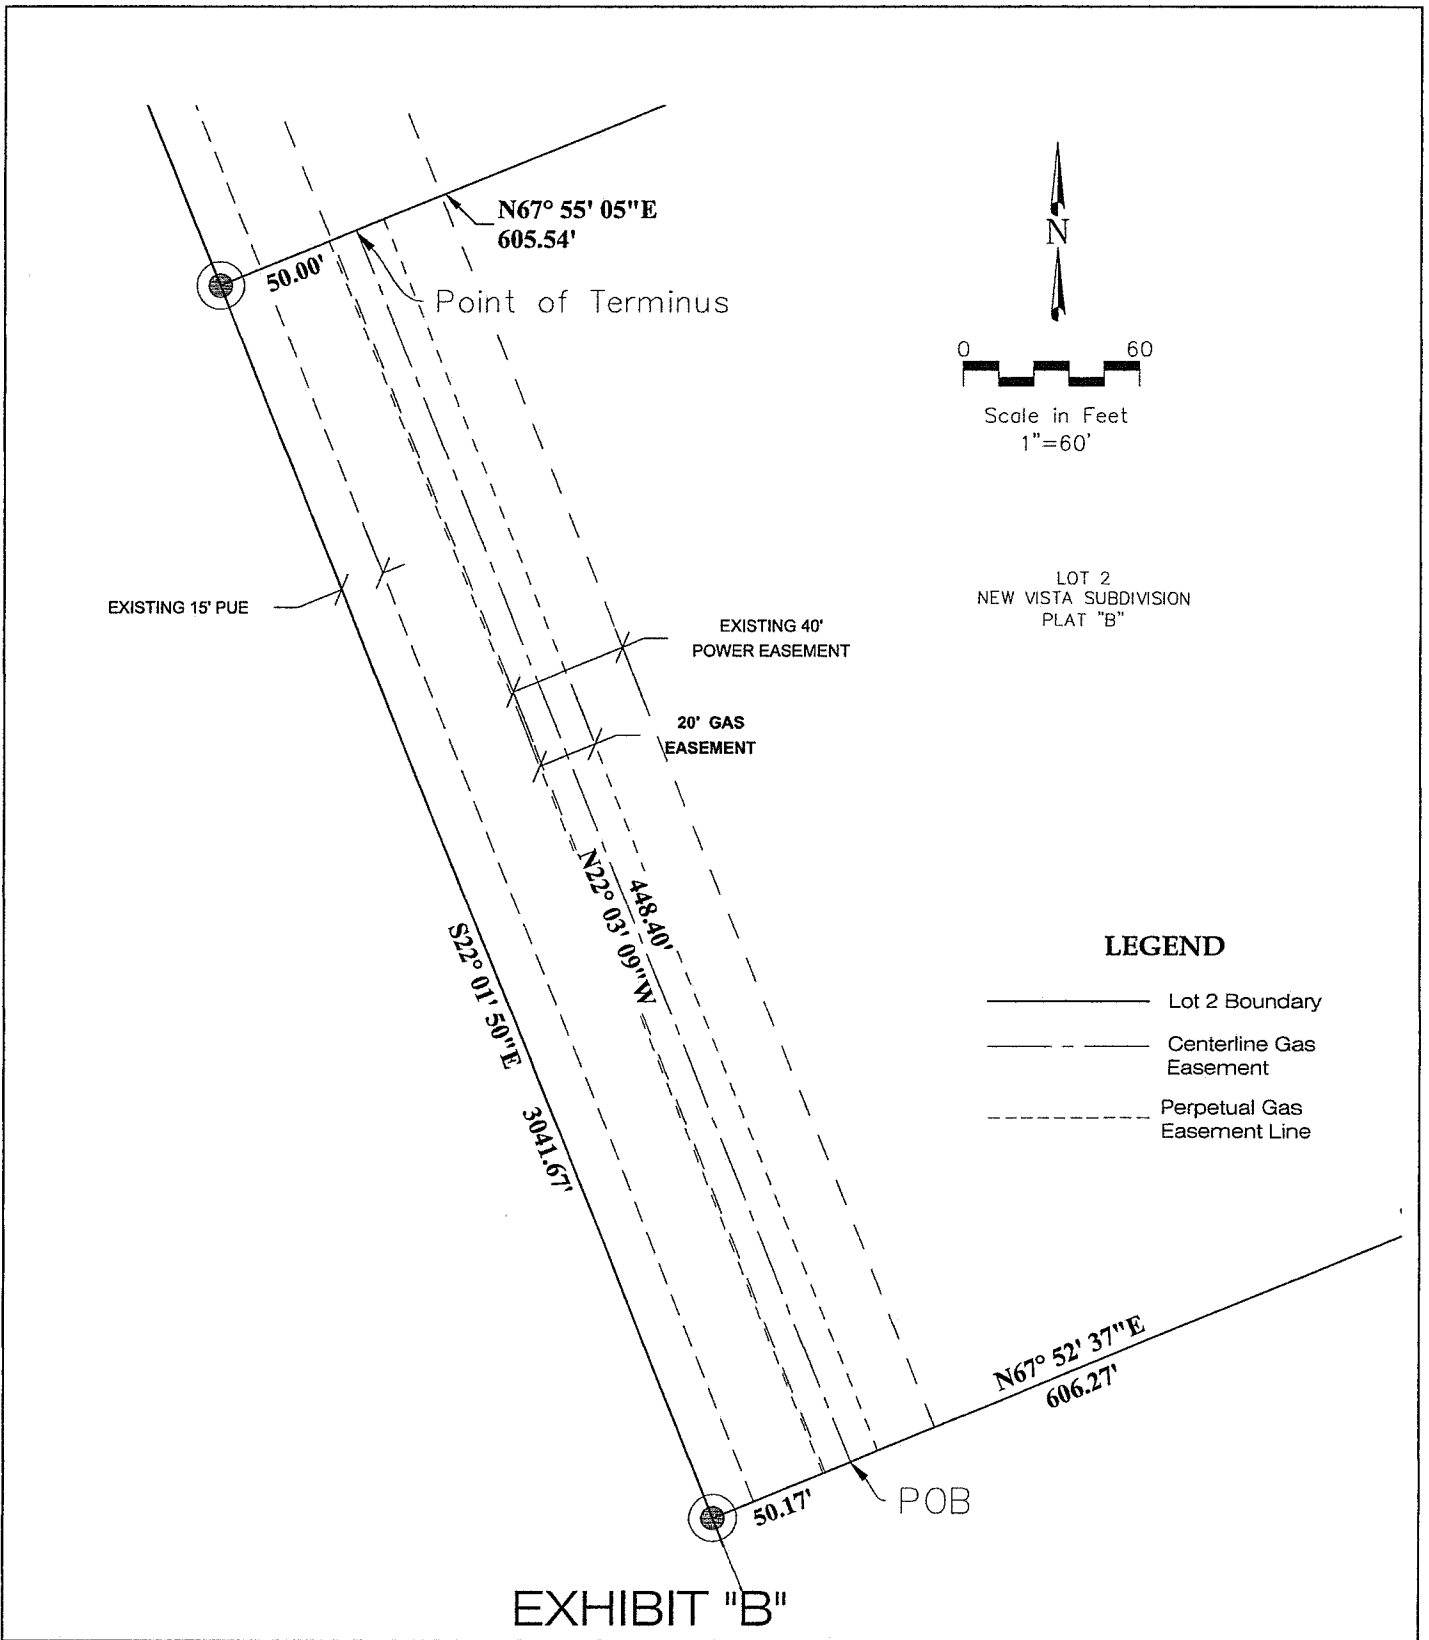 N67° 55' 05"E
605.54'
50.00'
Point of Terminus
N
0 60
Scale in Feet
1"=60'
LOT 2
NEW VISTA SUBDIVISION
PLAT "B"
EXISTING 15' PUE
EXISTING 40'
POWER EASEMENT
20' GAS
EASEMENT
N22° 03' 09"W
448.40'
S22° 01' 50"E
3041.67'
LEGEND
Lot 2 Boundary
Centerline Gas
Easement
Perpetual Gas
Easement Line
N67° 52' 37"E
606.27'
50.17'
POB
EXHIBIT "B"